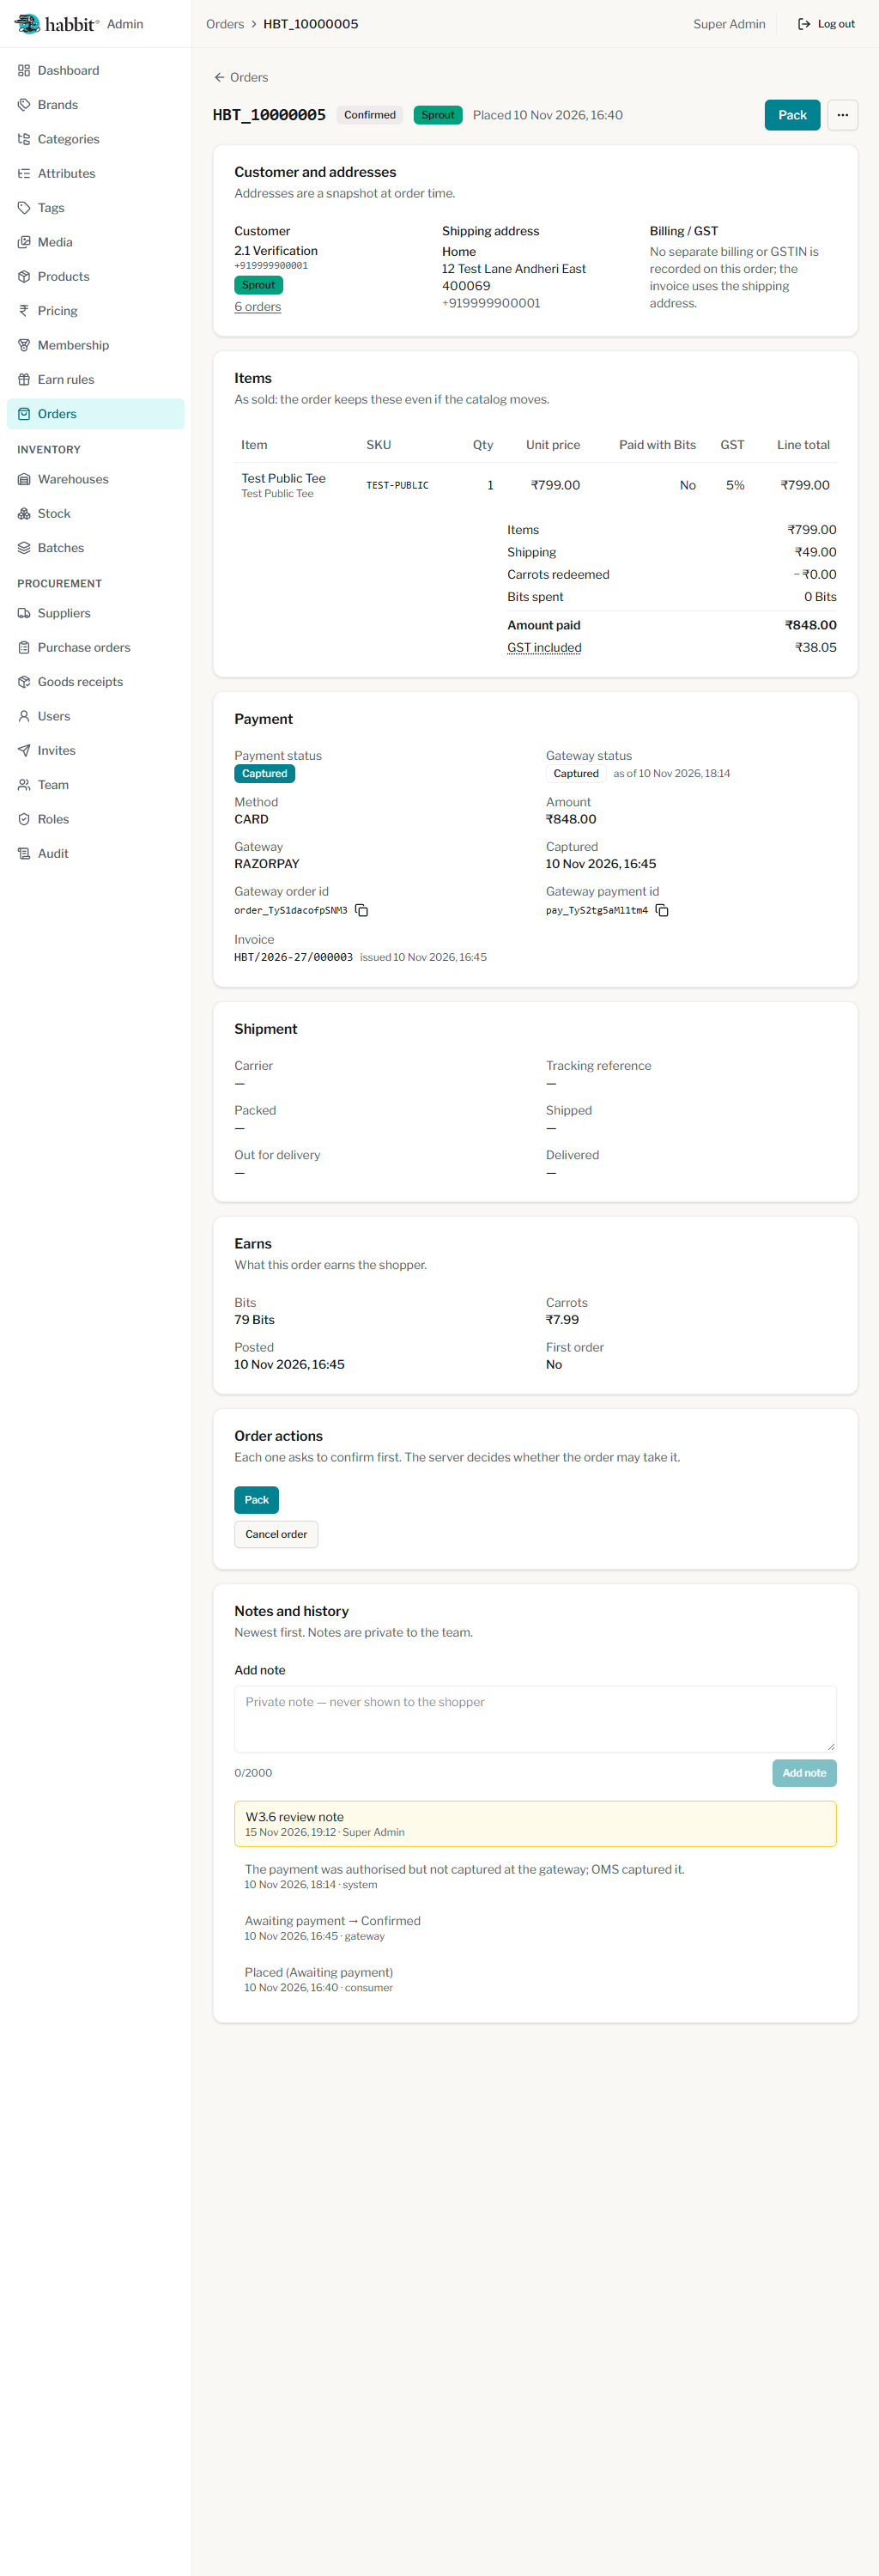 habbit® Admin
Orders > HBT_10000005
Super Admin
Log out
Dashboard
Brands
Categories
Attributes
Tags
Media
Products
Pricing
Membership
Earn rules
Orders
INVENTORY
Warehouses
Stock
Batches
PROCUREMENT
Suppliers
Purchase orders
Goods receipts
Users
Invites
Team
Roles
Audit
← Orders
HBT_10000005 Confirmed Sprout Placed 10 Nov 2026, 16:40
Pack ...
Customer and addresses
Addresses are a snapshot at order time.
Customer
2.1 Verification
+919999900001
Sprout
6 orders
Shipping address
Home
12 Test Lane Andheri East
400069
+919999900001
Billing / GST
No separate billing or GSTIN is
recorded on this order; the
invoice uses the shipping
address.
Items
As sold: the order keeps these even if the catalog moves.
Item SKU Qty Unit price Paid with Bits GST Line total
Test Public Tee TEST-PUBLIC 1 ₹799.00 No 5% ₹799.00
Test Public Tee
Items ₹799.00
Shipping ₹49.00
Carrots redeemed −₹0.00
Bits spent 0 Bits
Amount paid ₹848.00
GST included ₹38.05
Payment
Payment status
Captured
Gateway status
Captured as of 10 Nov 2026, 18:14
Method
CARD
Amount
₹848.00
Gateway
RAZORPAY
Captured
10 Nov 2026, 16:45
Gateway order id
order_TyS1dacofpSNM3
Gateway payment id
pay_TyS2tg5aMl1tm4
Invoice
HBT/2026-27/000003 issued 10 Nov 2026, 16:45
Shipment
Carrier
—
Tracking reference
—
Packed
—
Shipped
—
Out for delivery
—
Delivered
—
Earns
What this order earns the shopper.
Bits
79 Bits
Carrots
₹7.99
Posted
10 Nov 2026, 16:45
First order
No
Order actions
Each one asks to confirm first. The server decides whether the order may take it.
Pack
Cancel order
Notes and history
Newest first. Notes are private to the team.
Add note
Private note — never shown to the shopper
0/2000
Add note
W3.6 review note
15 Nov 2026, 19:12 · Super Admin
The payment was authorised but not captured at the gateway; OMS captured it.
10 Nov 2026, 18:14 · system
Awaiting payment → Confirmed
10 Nov 2026, 16:45 · gateway
Placed (Awaiting payment)
10 Nov 2026, 16:40 · consumer